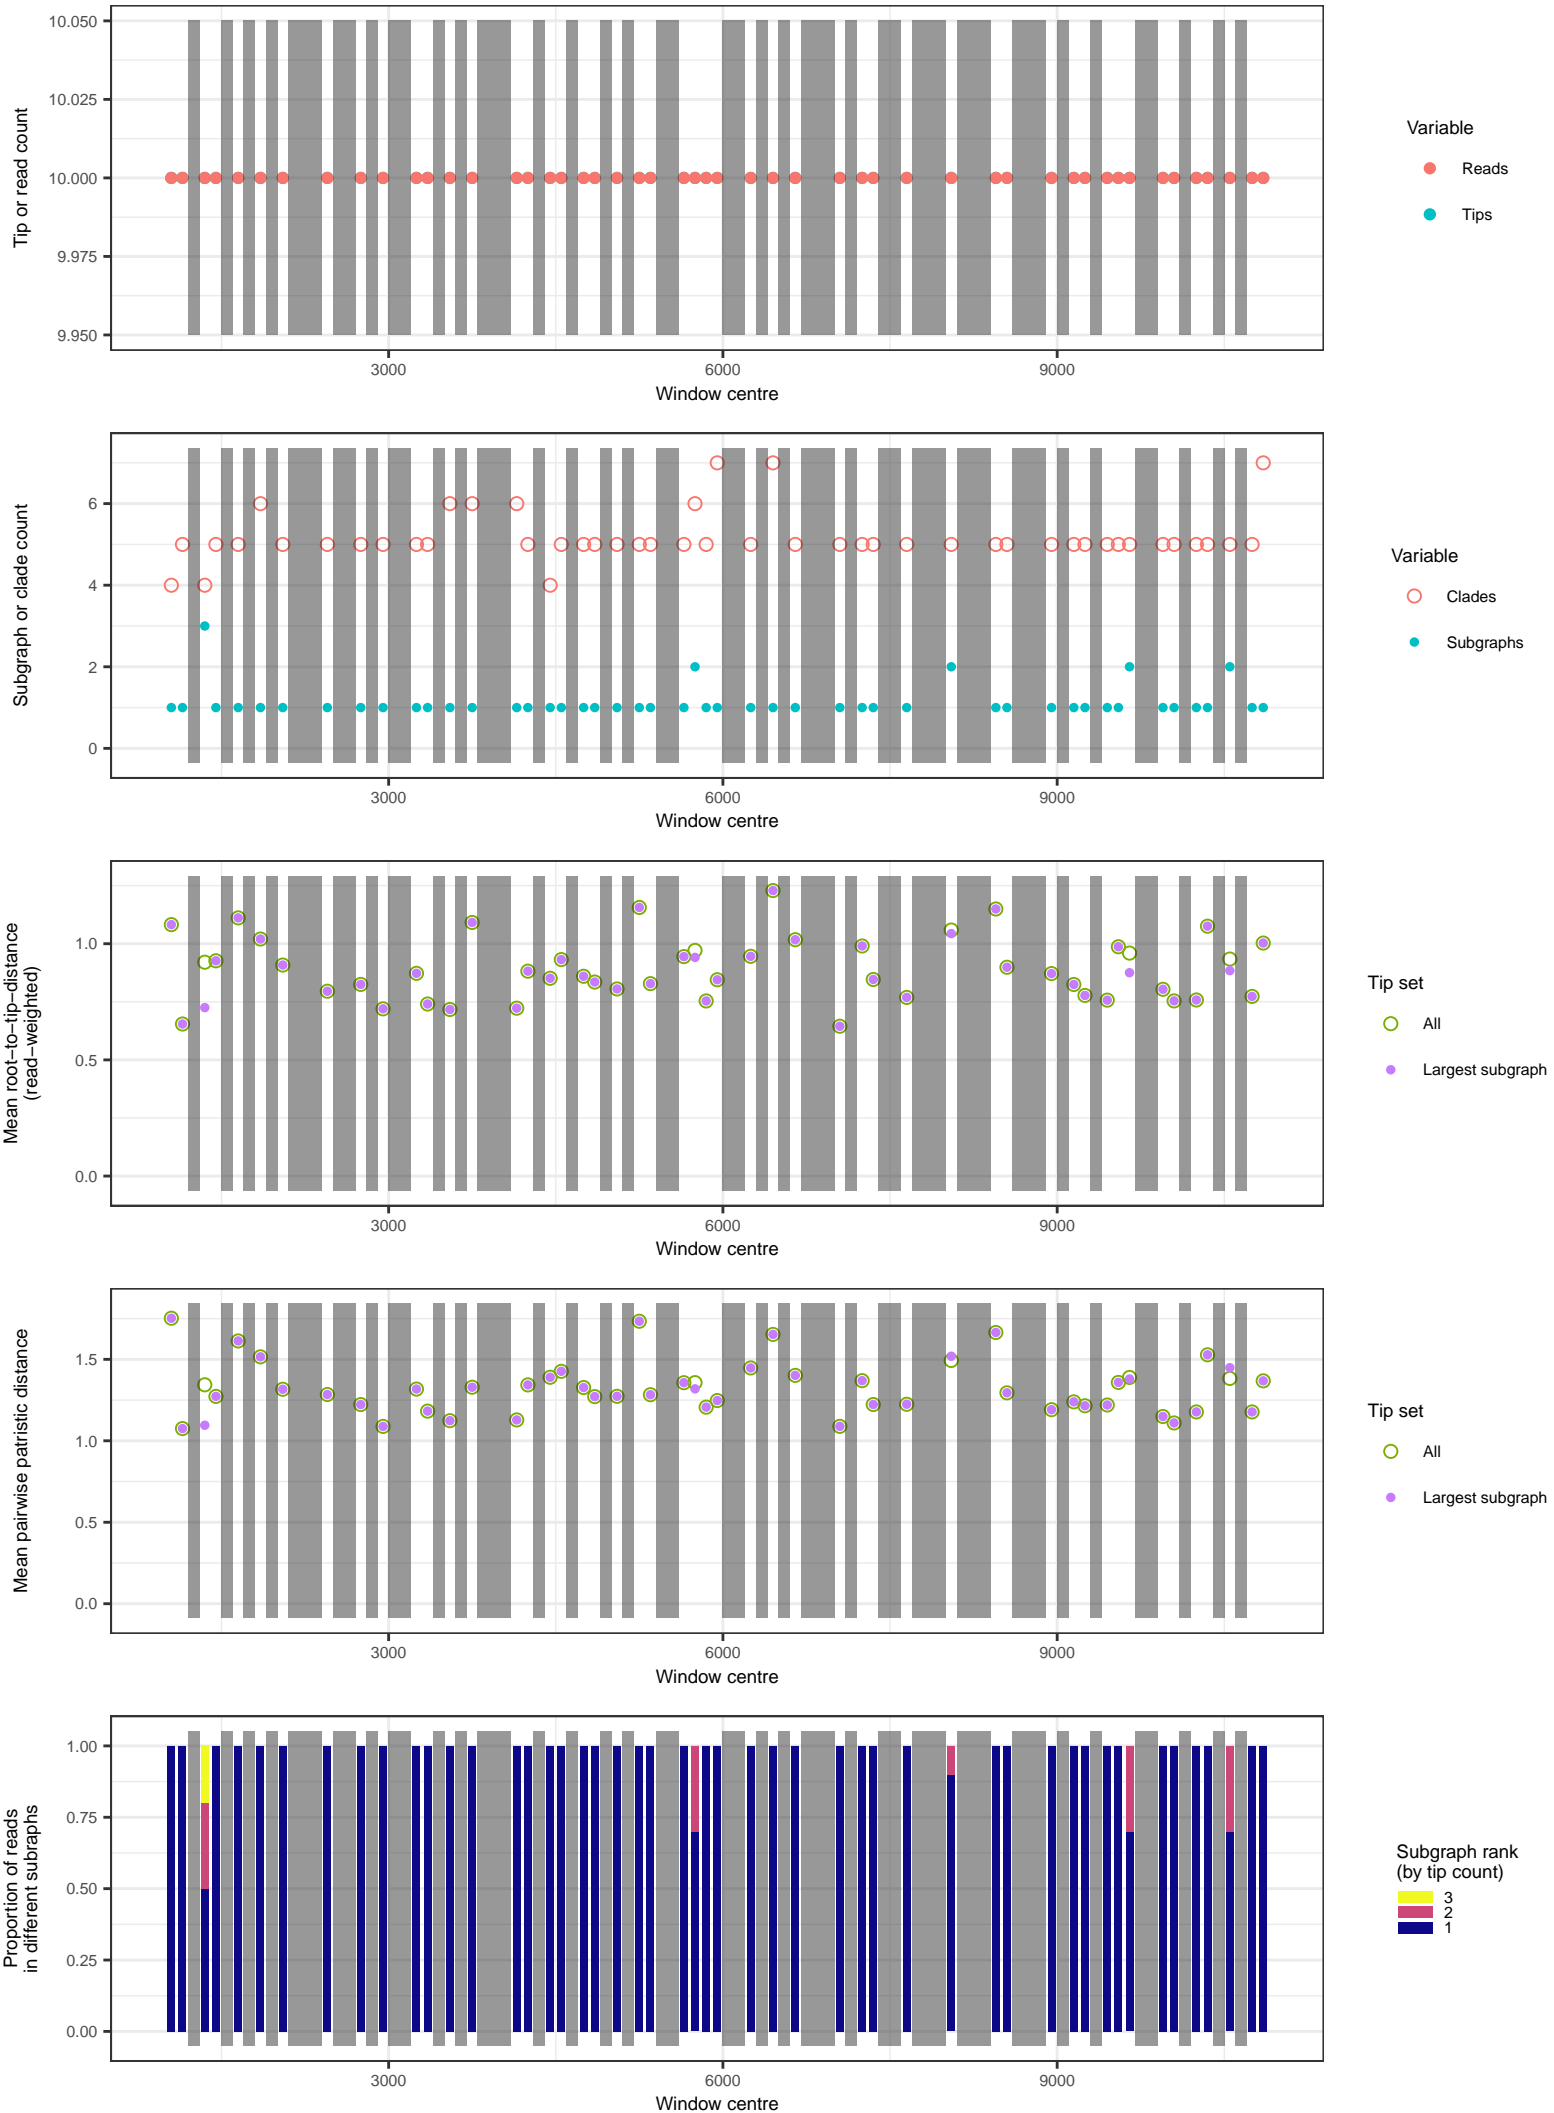 10.050
10.025
10.000
9.975
9.950
Tip or read count
3000
6000
9000
Window centre
Variable
Reads
Tips
6
4
2
0
Subgraph or clade count
3000
6000
9000
Window centre
Variable
Clades
Subgraphs
1.0
0.5
0.0
Mean root−to−tip−distance
(read−weighted)
3000
6000
9000
Window centre
Tip set
All
Largest subgraph
1.5
1.0
0.5
0.0
Mean pairwise patristic distance
3000
6000
9000
Window centre
Tip set
All
Largest subgraph
1.00
0.75
0.50
0.25
0.00
Proportion of reads
in different subraphs
3000
6000
9000
Window centre
Subgraph rank
(by tip count)
3
2
1